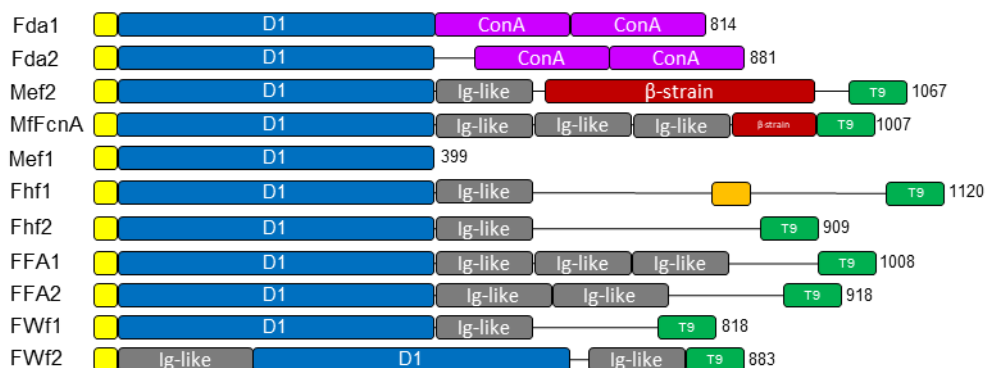 Fda1 D1 ConA ConA 814
Fda2 D1 ConA ConA 881
Mef2 D1 Ig-like β-strain T9 1067
MfFcnA D1 Ig-like Ig-like Ig-like β-strain T9 1007
Mef1 D1 399
Fhf1 D1 Ig-like T9 1120
Fhf2 D1 Ig-like T9 909
FFA1 D1 Ig-like Ig-like Ig-like T9 1008
FFA2 D1 Ig-like Ig-like T9 918
FWf1 D1 Ig-like T9 818
FWf2 Ig-like D1 Ig-like T9 883